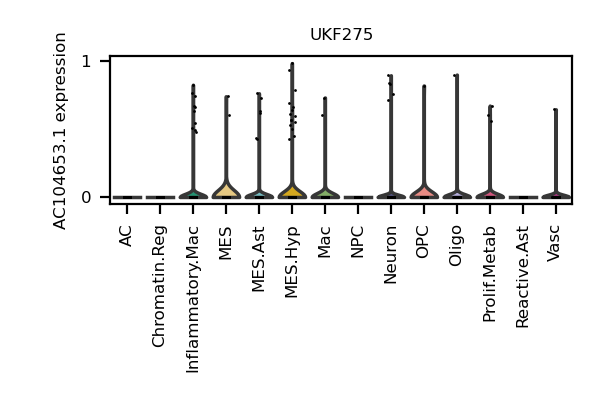 UKF275
AC104653.1 expression
1
0
AC
Chromatin.Reg
Inflammatory.Mac
MES
MES.Ast
MES.Hyp
Mac
NPC
Neuron
OPC
Oligo
Prolif.Metab
Reactive.Ast
Vasc